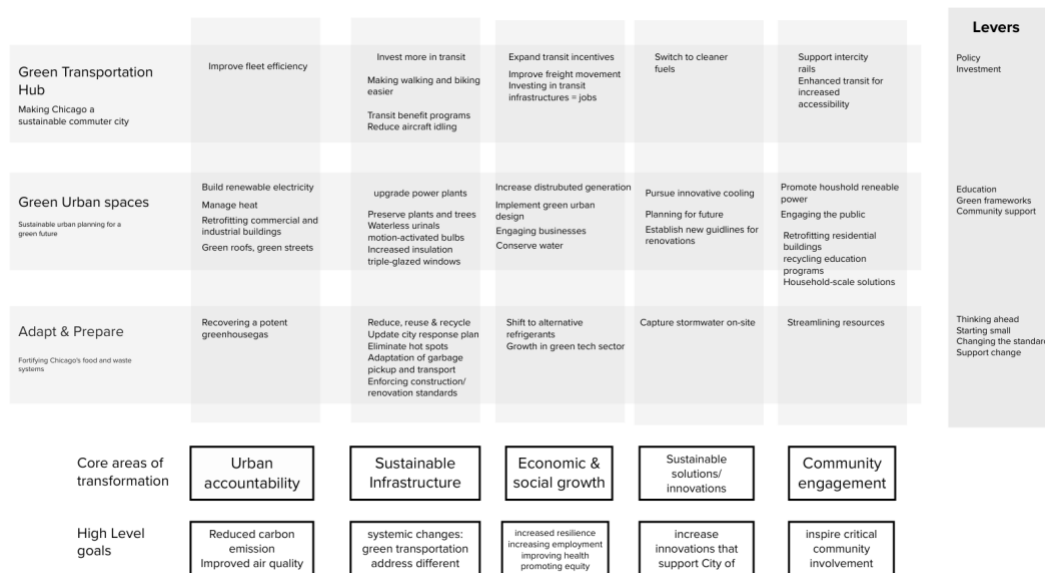 Levers
Green Transportation
Hub
Making Chicago a
sustainable commuter city
Improve fleet efficiency
Invest more in transit
Making walking and biking
easier
Transit benefit programs
Reduce aircraft idling
Expand transit incentives
Improve freight movement
Investing in transit
infrastructures = jobs
Switch to cleaner
fuels
Support intercity
rails
Enhanced transit for
increased
accessibility
Policy
Investment
Green Urban spaces
Sustainable urban planning for a
green future
Build renewable electricity
Manage heat
Retrofitting commercial and
industrial buildings
Green roofs, green streets
upgrade power plants
Preserve plants and trees
Waterless urinals
motion-activated bulbs
Increased insulation
triple-glazed windows
Increase distrubuted generation
Implement green urban
design
Engaging businesses
Conserve water
Pursue innovative cooling
Planning for future
Establish new guidlines for
renovations
Promote houshold reneable
power
Engaging the public
Retrofitting residential
buildings
recycling education
programs
Household-scale solutions
Education
Green frameworks
Community support
Adapt & Prepare
Fortifying Chicago's food and waste
systems
Recovering a potent
greenhousegas
Reduce, reuse & recycle
Update city response plan
Eliminate hot spots
Adaptation of garbage
pickup and transport
Enforcing construction/
renovation standards
Shift to alternative
refrigerants
Growth in green tech sector
Capture stormwater on-site
Streamlining resources
Thinking ahead
Starting small
Changing the standard
Support change
Core areas of
transformation
Urban
accountability
Sustainable
Infrastructure
Economic &
social growth
Sustainable
solutions/
innovations
Community
engagement
High Level
goals
Reduced carbon
emission
Improved air quality
systemic changes:
green transportation
address different
increased resilience
increasing employment
improving health
promoting equity
increase
innovations that
support City of
inspire critical
community
involvement